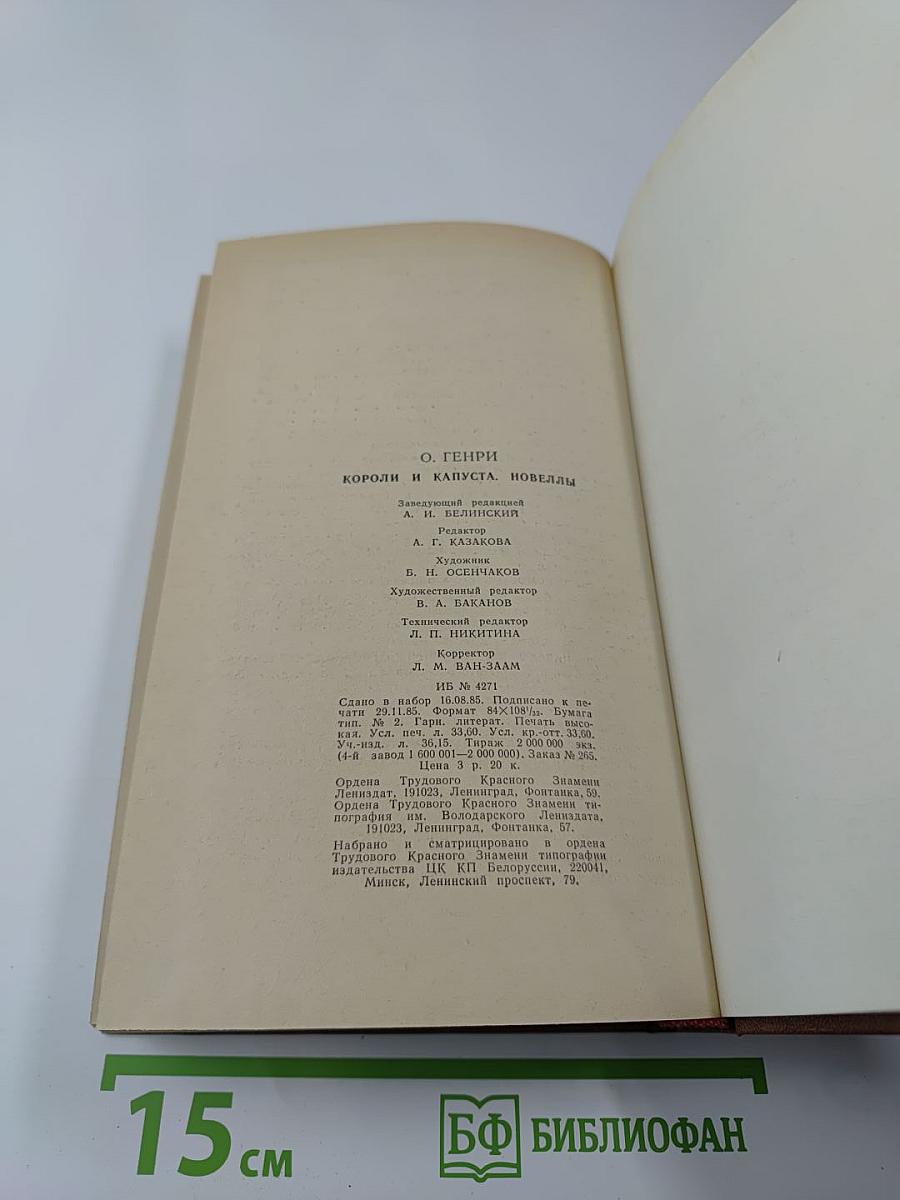 О. ГЕНРИ
КОРОЛИ И КАПУСТА. НОВЕЛЛЫ
Заведующий редакцией
А. И. БЕЛИНСКИЙ
Редактор
А. Г. КАЗАКОВА
Художник
Б. Н. ОСЕНЧАКОВ
Художественный редактор
В. А. БАКАНОВ
Технический редактор
Л. П. НИКИТИНА
Корректор
Л. М. ВАН-ЗААМ
ИБ № 4271
Сдано в набор 16.08.85. Подписано к пе-
чати 29.11.85. Формат 84×108¹/₃₂. Бумага
тип. № 2. Гарн. литерат. Печать высо-
кая. Усл. печ. л. 33,60. Усл. кр.-отт. 33,60.
Уч.-изд. л. 36,15. Тираж 2 000 000 экз.
(4-й завод 1 600 001—2 000 000). Заказ № 265.
Цена 3 р. 20 к.
Ордена Трудового Красного Знамени
Лениздат, 191023, Ленинград, Фонтанка, 59.
Ордена Трудового Красного Знамени ти-
пография им. Володарского Лениздата,
191023, Ленинград, Фонтанка, 57.
Набрано и сматрицировано в ордена
Трудового Красного Знамени типографии
издательства ЦК КП Белоруссии, 220041,
Минск, Ленинский проспект, 79.
15 см
БФ БИБЛИОФАН